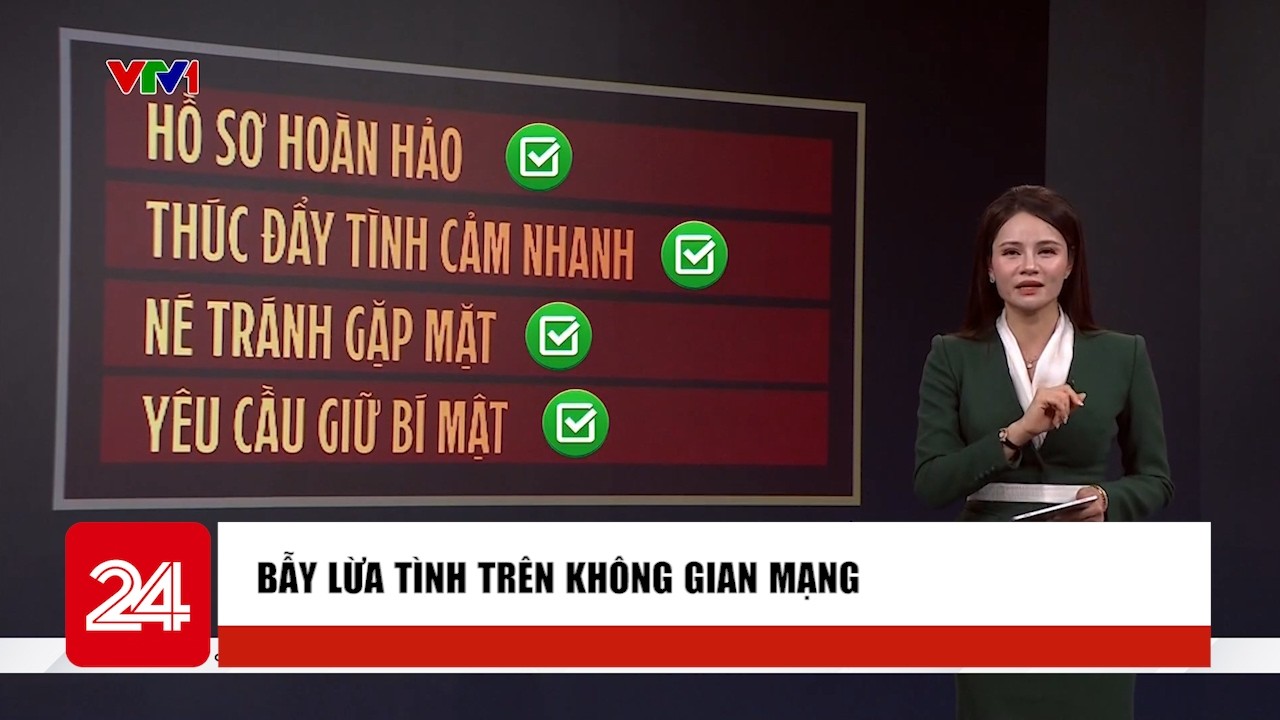 VTV1
HỒ SƠ HOÀN HẢO
THÚC ĐẨY TÌNH CẢM NHANH
NÉ TRÁNH GẶP MẶT
YÊU CẦU GIỮ BÍ MẬT
24
BẪY LỪA TÌNH TRÊN KHÔNG GIAN MẠNG